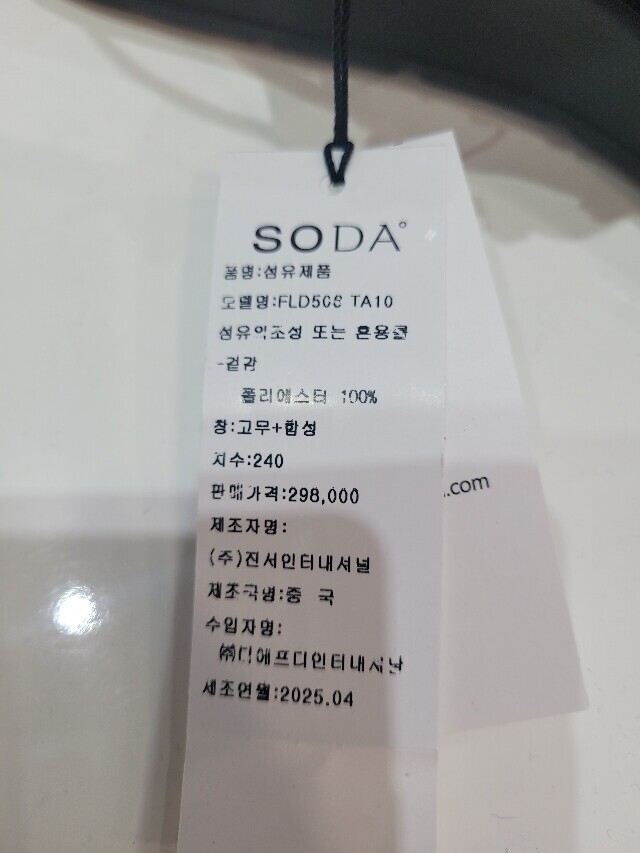 SODA
품명:섬유제품
모델명:FLD508 TA10
섬유의조성 또는 혼용률
-겉감
폴리에스터 100%
창:고무+합성
치수:240
판매가격:298,000
제조자명:
(주)진서인터내셔널
제조국명:중 국
수입자명:
㈜디에프디인터내셔날
제조연월:2025.04
.com